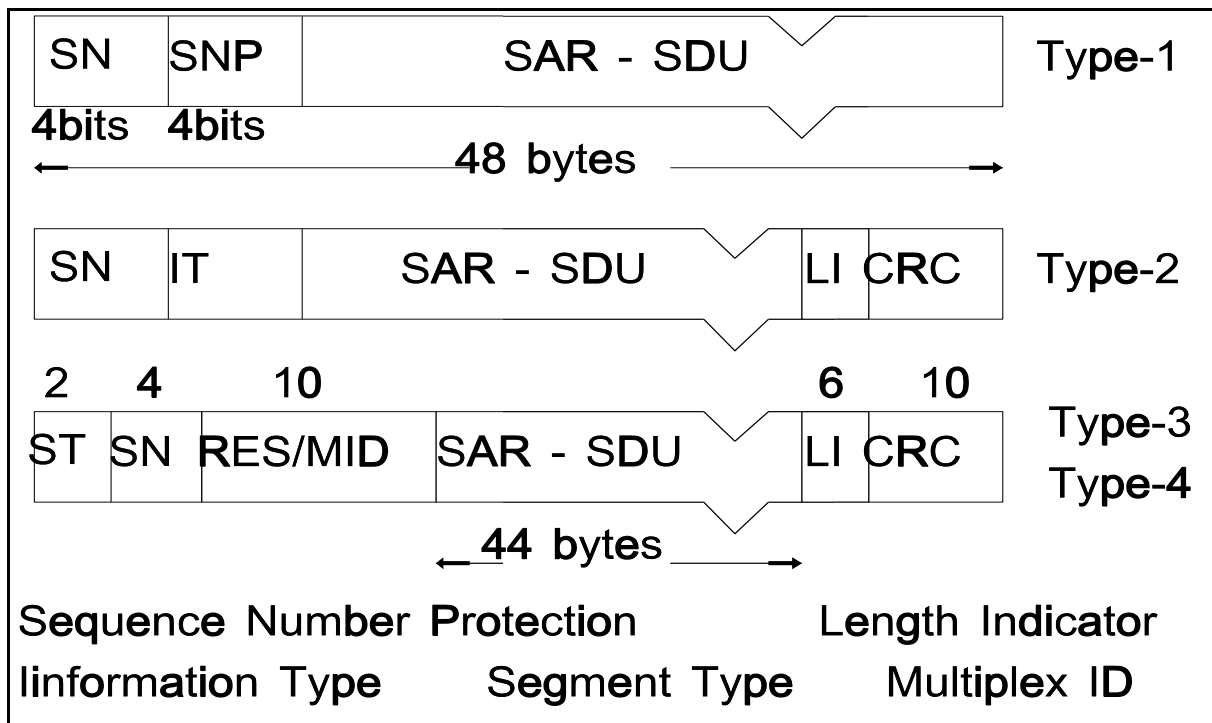 SN SNP SAR - SDU Type-1
4bits 4bits
48 bytes
SN IT SAR - SDU LI CRC Type-2
2 4 10 6 10
ST SN RES/MID SAR - SDU LI CRC Type-3
Type-4
44 bytes
Sequence Number Protection Length Indicator
Iinformation Type Segment Type Multiplex ID